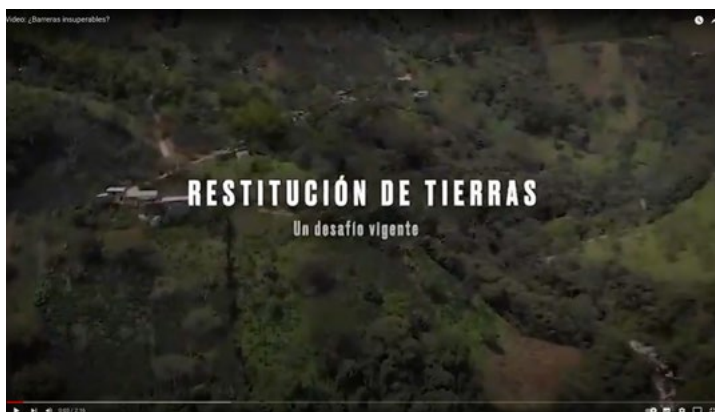 Video: ¿Barreras insuperables?
RESTITUCIÓN DE TIERRAS
Un desafío vigente